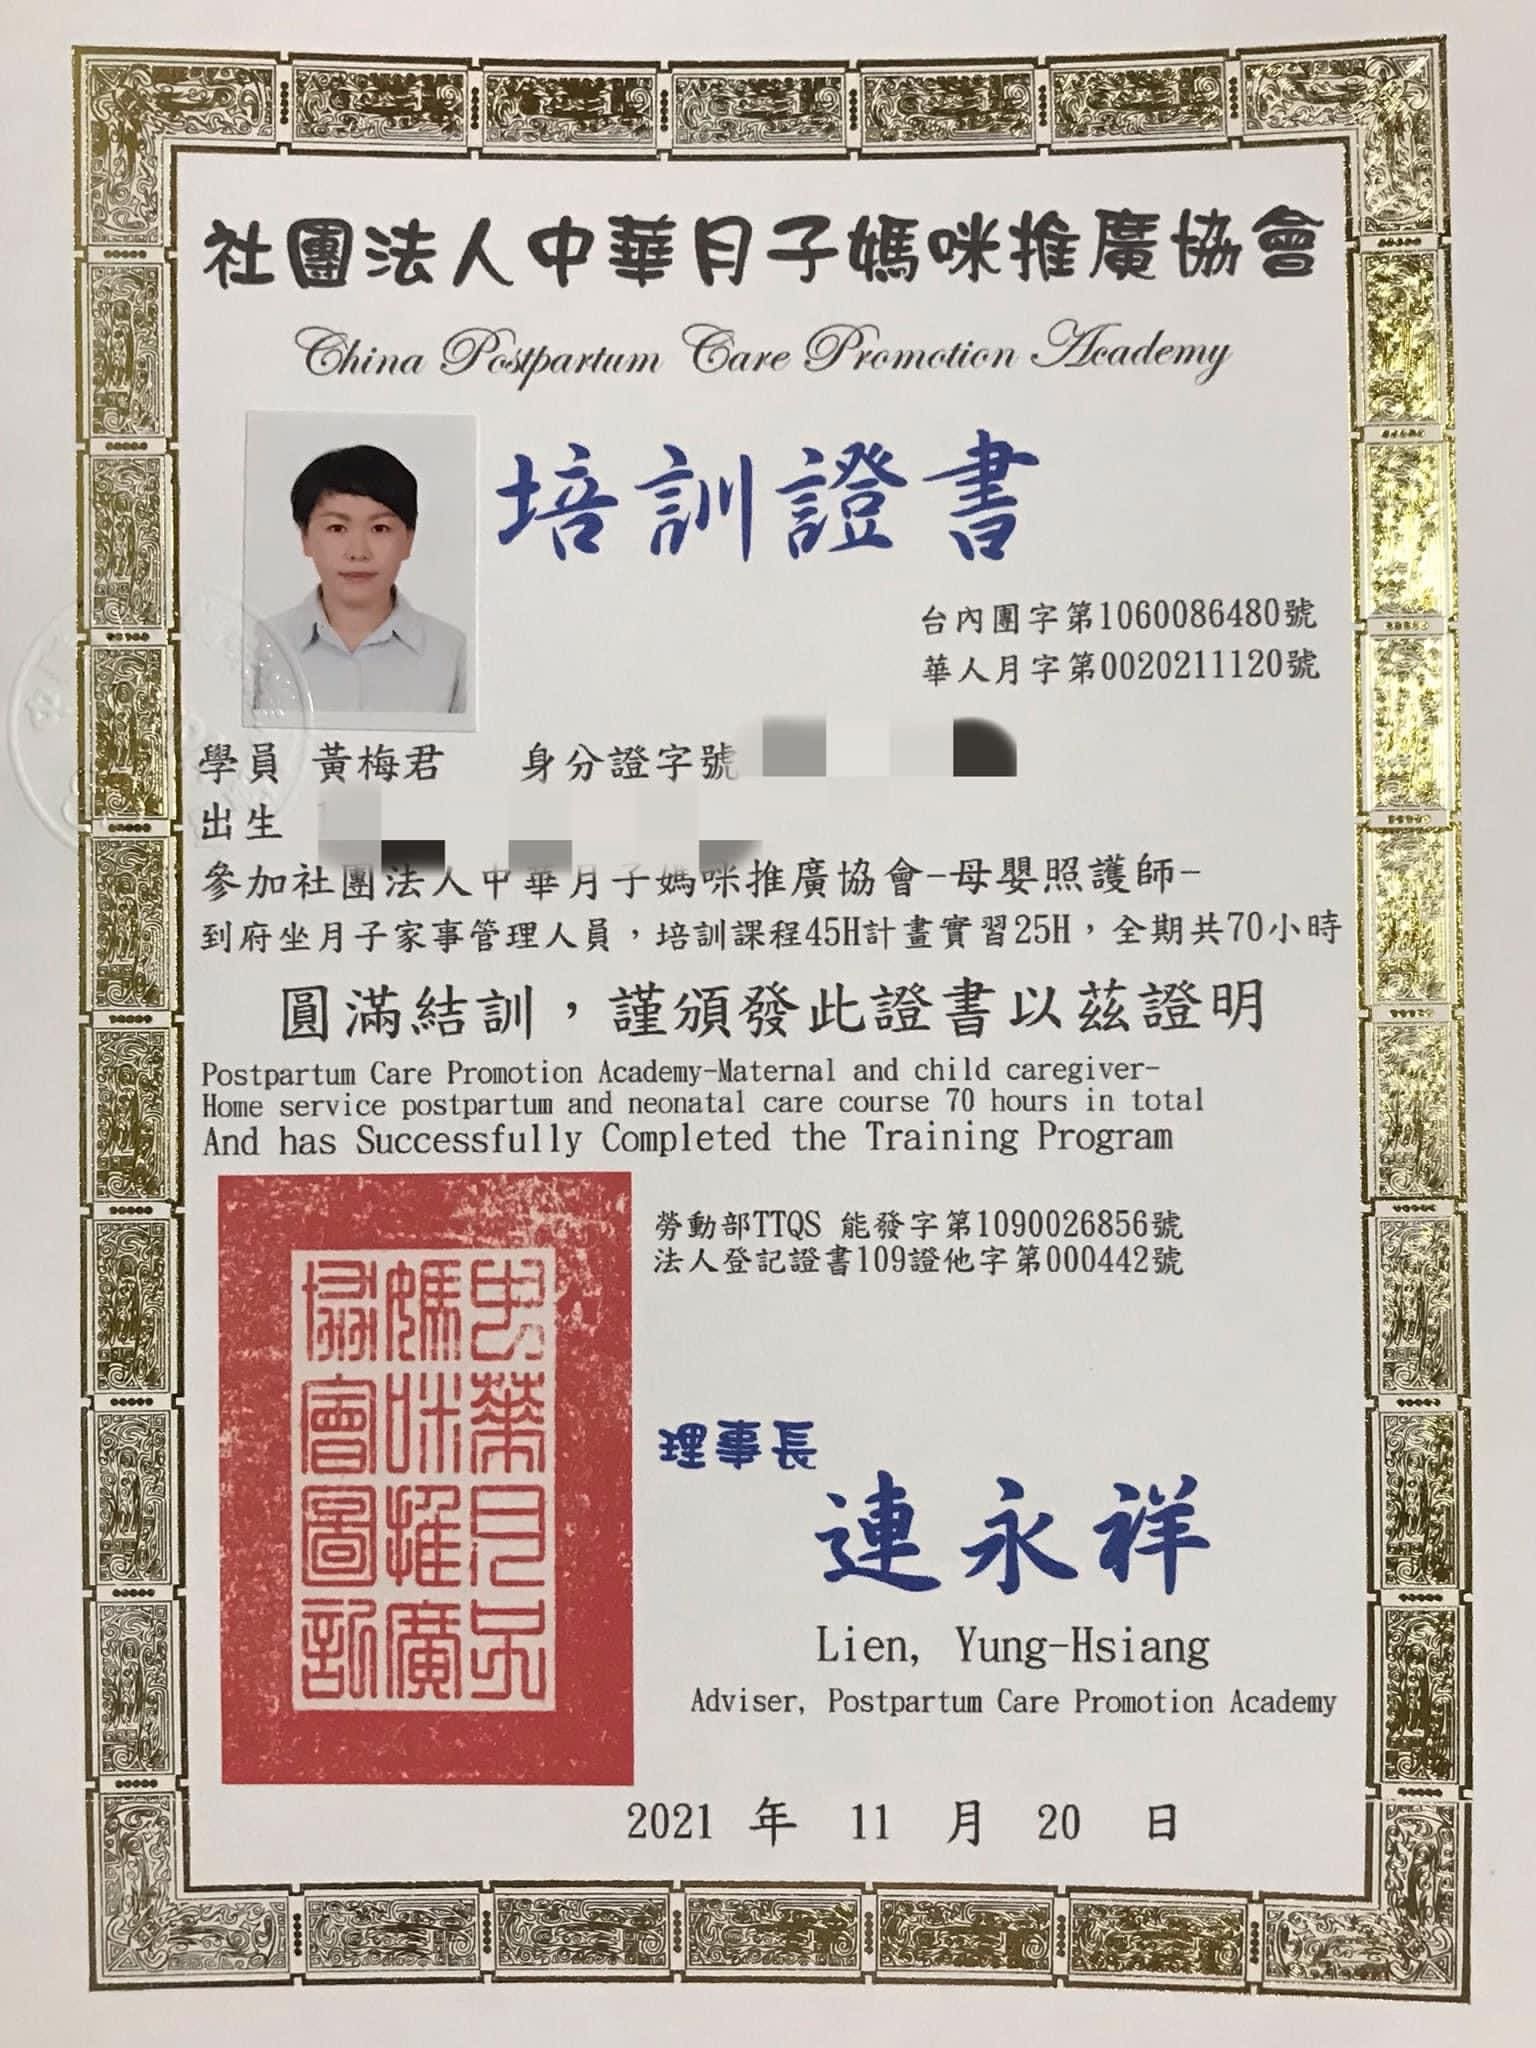 社團法人中華月子媽咪推廣協會
China Postpartum Care Promotion Academy
培訓證書
台內團字第1060086480號
華人月字第0020211120號
學員 黃梅君 身分證字號
出生
參加社團法人中華月子媽咪推廣協會-母嬰照護師-
到府坐月子家事管理人員，培訓課程45H計畫實習25H，全期共70小時
圓滿結訓，謹頒發此證書以茲證明
Postpartum Care Promotion Academy-Maternal and child caregiver-
Home service postpartum and neonatal care course 70 hours in total
And has Successfully Completed the Training Program
勞動部TTQS 能發字第1090026856號
法人登記證書109證他字第000442號
中華月子
媽咪推廣
協會圖記
理事長
連永祥
Lien, Yung-Hsiang
Adviser, Postpartum Care Promotion Academy
2021 年 11 月 20 日